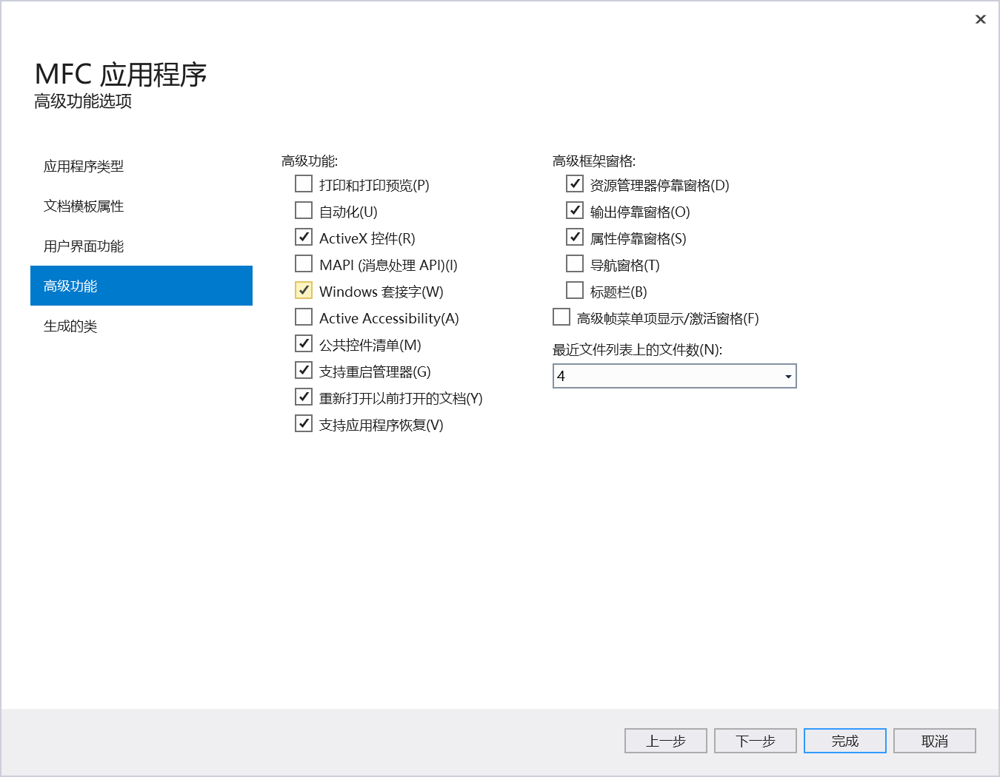 MFC 应用程序
高级功能选项
应用程序类型
文档模板属性
用户界面功能
高级功能
生成的类
高级功能:
打印和打印预览(P)
自动化(U)
ActiveX 控件(R)
MAPI (消息处理 API)(I)
Windows 套接字(W)
Active Accessibility(A)
公共控件清单(M)
支持重启管理器(G)
重新打开以前打开的文档(Y)
支持应用程序恢复(V)
高级框架窗格:
资源管理器停靠窗格(D)
输出停靠窗格(O)
属性停靠窗格(S)
导航窗格(T)
标题栏(B)
高级帧菜单项显示/激活窗格(F)
最近文件列表上的文件数(N):
4
上一步
下一步
完成
取消